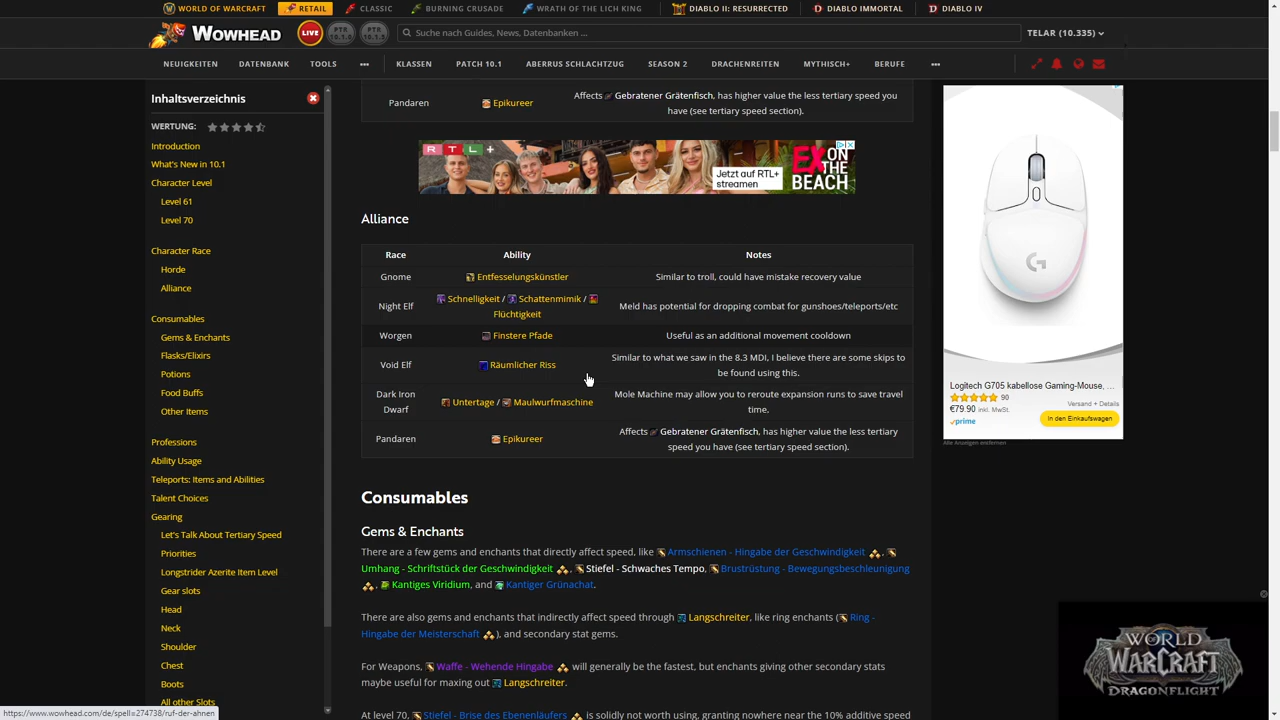 WORLD OF WARCRAFT RETAIL CLASSIC BURNING CRUSADE WRATH OF THE LICH KING DIABLO II: RESURRECTED DIABLO IMMORTAL DIABLO IV
WOWHEAD LIVE PTR 10.1.0 PTR 10.1.5 Suche nach Guides, News, Datenbanken ... TELAR (10.335)
NEUIGKEITEN DATENBANK TOOLS ••• KLASSEN PATCH 10.1 ABERRUS SCHLACHTZUG SEASON 2 DRACHENREITEN MYTHISCH+ BERUFE •••
Inhaltsverzeichnis
WERTUNG:
Introduction
What's New in 10.1
Character Level
Level 61
Level 70
Character Race
Horde
Alliance
Consumables
Gems & Enchants
Flasks/Elixirs
Potions
Food Buffs
Other Items
Professions
Ability Usage
Teleports: Items and Abilities
Talent Choices
Gearing
Let's Talk About Tertiary Speed
Priorities
Longstrider Azerite Item Level
Gear slots
Head
Neck
Shoulder
Chest
Boots
All other Slots
https://www.wowhead.com/de/spell=274738/ruf-der-ahnen
Pandaren Epikureer Affects Gebratener Grätenfisch, has higher value the less tertiary speed you
have (see tertiary speed section).
RTL+ Jetzt auf RTL+
streamen
EX ON
THE
BEACH
Alliance
Race Ability Notes
Gnome Entfesselungskünstler Similar to troll, could have mistake recovery value
Night Elf Schnelligkeit / Schattenmimik /
Flüchtigkeit Meld has potential for dropping combat for gunshoes/teleports/etc
Worgen Finstere Pfade Useful as an additional movement cooldown
Void Elf Räumlicher Riss Similar to what we saw in the 8.3 MDI, I believe there are some skips to
be found using this.
Dark Iron
Dwarf Untertage / Maulwurfmaschine Mole Machine may allow you to reroute expansion runs to save travel
time.
Pandaren Epikureer Affects Gebratener Grätenfisch, has higher value the less tertiary
speed you have (see tertiary speed section).
Consumables
Gems & Enchants
There are a few gems and enchants that directly affect speed, like Armschienen - Hingabe der Geschwindigkeit ,
Umhang - Schriftstück der Geschwindigkeit , Stiefel - Schwaches Tempo, Brustrüstung - Bewegungsbeschleunigung
, Kantiges Viridium, and Kantiger Grünachat.
There are also gems and enchants that indirectly affect speed through Langschreiter, like ring enchants ( Ring -
Hingabe der Meisterschaft ), and secondary stat gems.
For Weapons, Waffe - Wehende Hingabe will generally be the fastest, but enchants giving other secondary stats
maybe useful for maxing out Langschreiter.
At level 70, Stiefel - Brise des Ebenenläufers is solidly not worth using, granting nowhere near the 10% additive speed
G
Logitech G705 kabellose Gaming-Mouse, ...
90
€79.90 inkl. MwSt. Versand + Details
prime In den Einkaufswagen
Alle Anzeigen entfernen
WORLD
OF
WARCRAFT
DRAGONFLIGHT